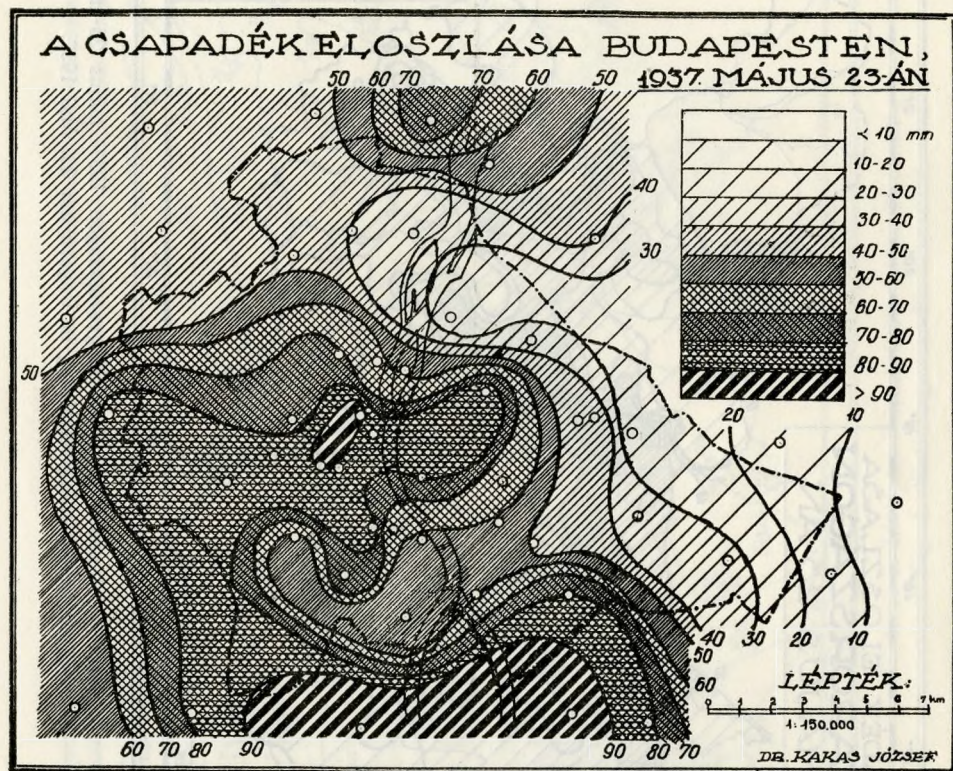 A CSAPADÉK ELOSZLÁSA BUDAPESTEN,
1937. MÁJUS 23-ÁN
50 60 70 70 60 50
< 10 mm
10-20
20-30
30-40
40-50
50-60
60-70
70-80
80-90
> 90
40
30
50
20 10
40 30 20 10
50
60
60 70 80 90 90 80 70
LÉPTÉK:
0 1 2 3 4 5 6 7 km
1:150.000
DR. KAKAS JÓZSEF